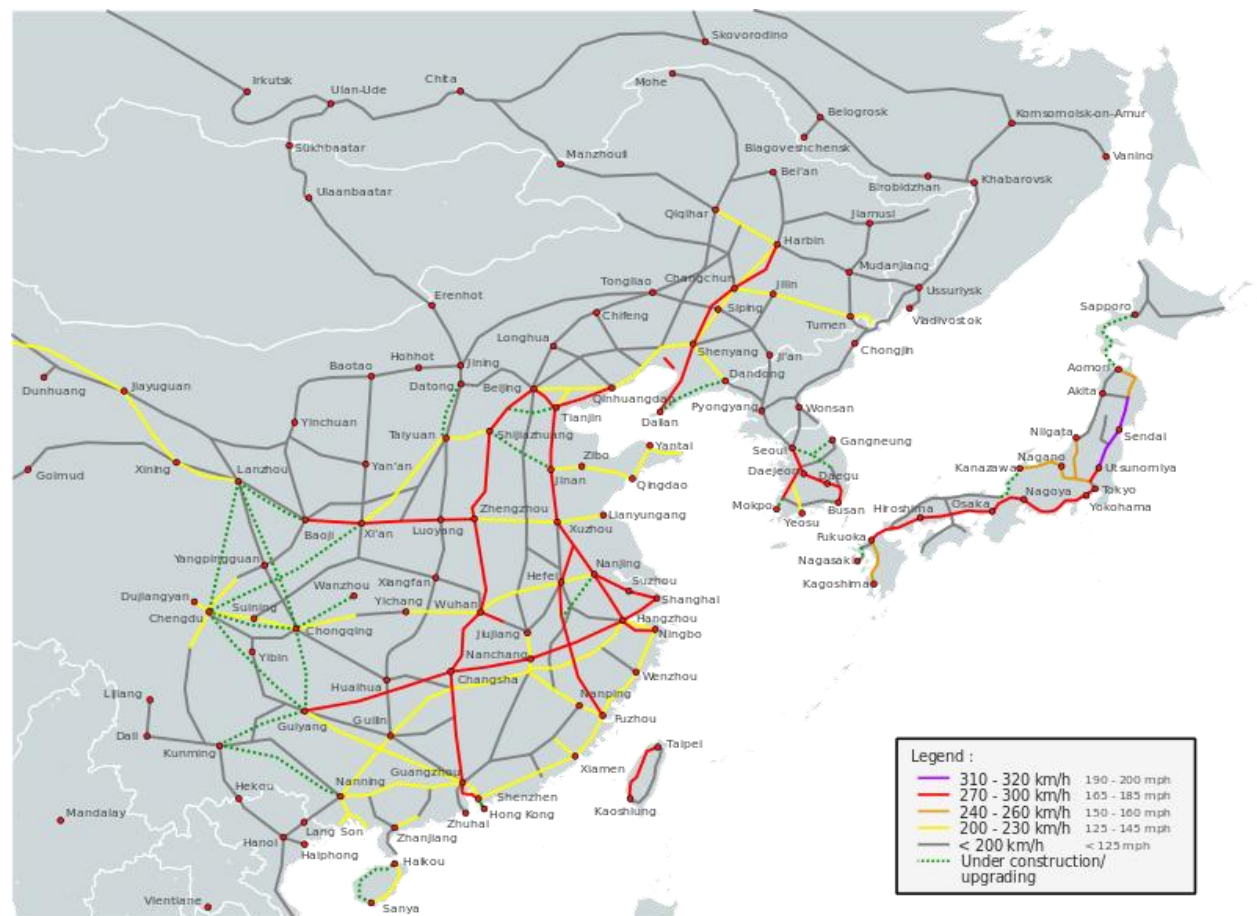 Skovorodino
Irkutsk
Chita
Mohe
Ulan-Ude
Belogrosk
Komsomolsk-on-Amur
Sükhbaatar
Blagoveshchensk
Manzhouli
Vanino
Bei'an
Birobidzhan
Khabarovsk
Ulaanbaatar
Qiqihar
Jiamusi
Harbin
Mudanjiang
Tongliao
Changchun
Jilin
Ussuriysk
Erenhot
Siping
Sapporo
Chifeng
Tumen
Vladivostok
Longhua
Chongjin
Hohhot
Jining
Shenyang
Ji'an
Baotao
Aomori
Dunhuang
Jiayuguan
Datong
Beijing
Qinhuangdao
Dandong
Akita
Tianjin
Dalian
Pyongyang
Wonsan
Yinchuan
Taiyuan
Shijiazhuang
Niigata
Sendai
Yantai
Seoul
Gangneung
Nagano
Golmud
Xining
Lanzhou
Yan'an
Zibo
Jinan
Qingdao
Daejeon
Daegu
Kanazawa
Utsunomiya
Tokyo
Nagoya
Yokohama
Mokpo
Yeosu
Busan
Hiroshima
Osaka
Zhengzhou
Lianyungang
Baoji
Xi'an
Luoyang
Xuzhou
Fukuoka
Nagasaki
Yangpingguan
Nanjing
Kagoshima
Wanzhou
Xiangfan
Hefei
Suzhou
Dujiangyan
Suining
Yichang
Wuhan
Shanghai
Chengdu
Hangzhou
Chongqing
Jiujiang
Ningbo
Yibin
Nanchang
Wenzhou
Huaihua
Changsha
Lijiang
Nanping
Guiyang
Guilin
Fuzhou
Dali
Kunming
Taipei
Xiamen
Nanning
Guangzhou
Hekou
Shenzhen
Kaoshiung
Mandalay
Hong Kong
Lang Son
Zhuhai
Hanoi
Zhanjiang
Haiphong
Haikou
Vientiane
Sanya
Legend :
310 - 320 km/h 190 - 200 mph
270 - 300 km/h 165 - 185 mph
240 - 260 km/h 150 - 160 mph
200 - 230 km/h 125 - 145 mph
< 200 km/h < 125 mph
Under construction/
upgrading